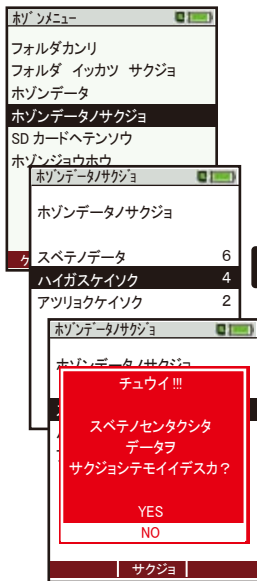 ﾎｿﾞﾝﾒﾆｭｰ
フォルダカンリ
フォルダ イッカツ サクジョ
ホゾンデータ
ホゾンデータノサクジョ
SDカードヘテンソウ
ホゾンジョウホウ
ﾎｿﾞﾝﾃﾞｰﾀﾉｻｸｼﾞｮ
ホゾンデータノサクジョ
スベテノデータ 6
ハイガスケイソク 4
アツリョクケイソク 2
ﾎｿﾞﾝﾃﾞｰﾀﾉｻｸｼﾞｮ
ホゾンデータノサクジョ
チュウイ!!!
スベテノセンタクシタ
データヲ
サクジョシテモイイデスカ?
YES
NO
サクジョ